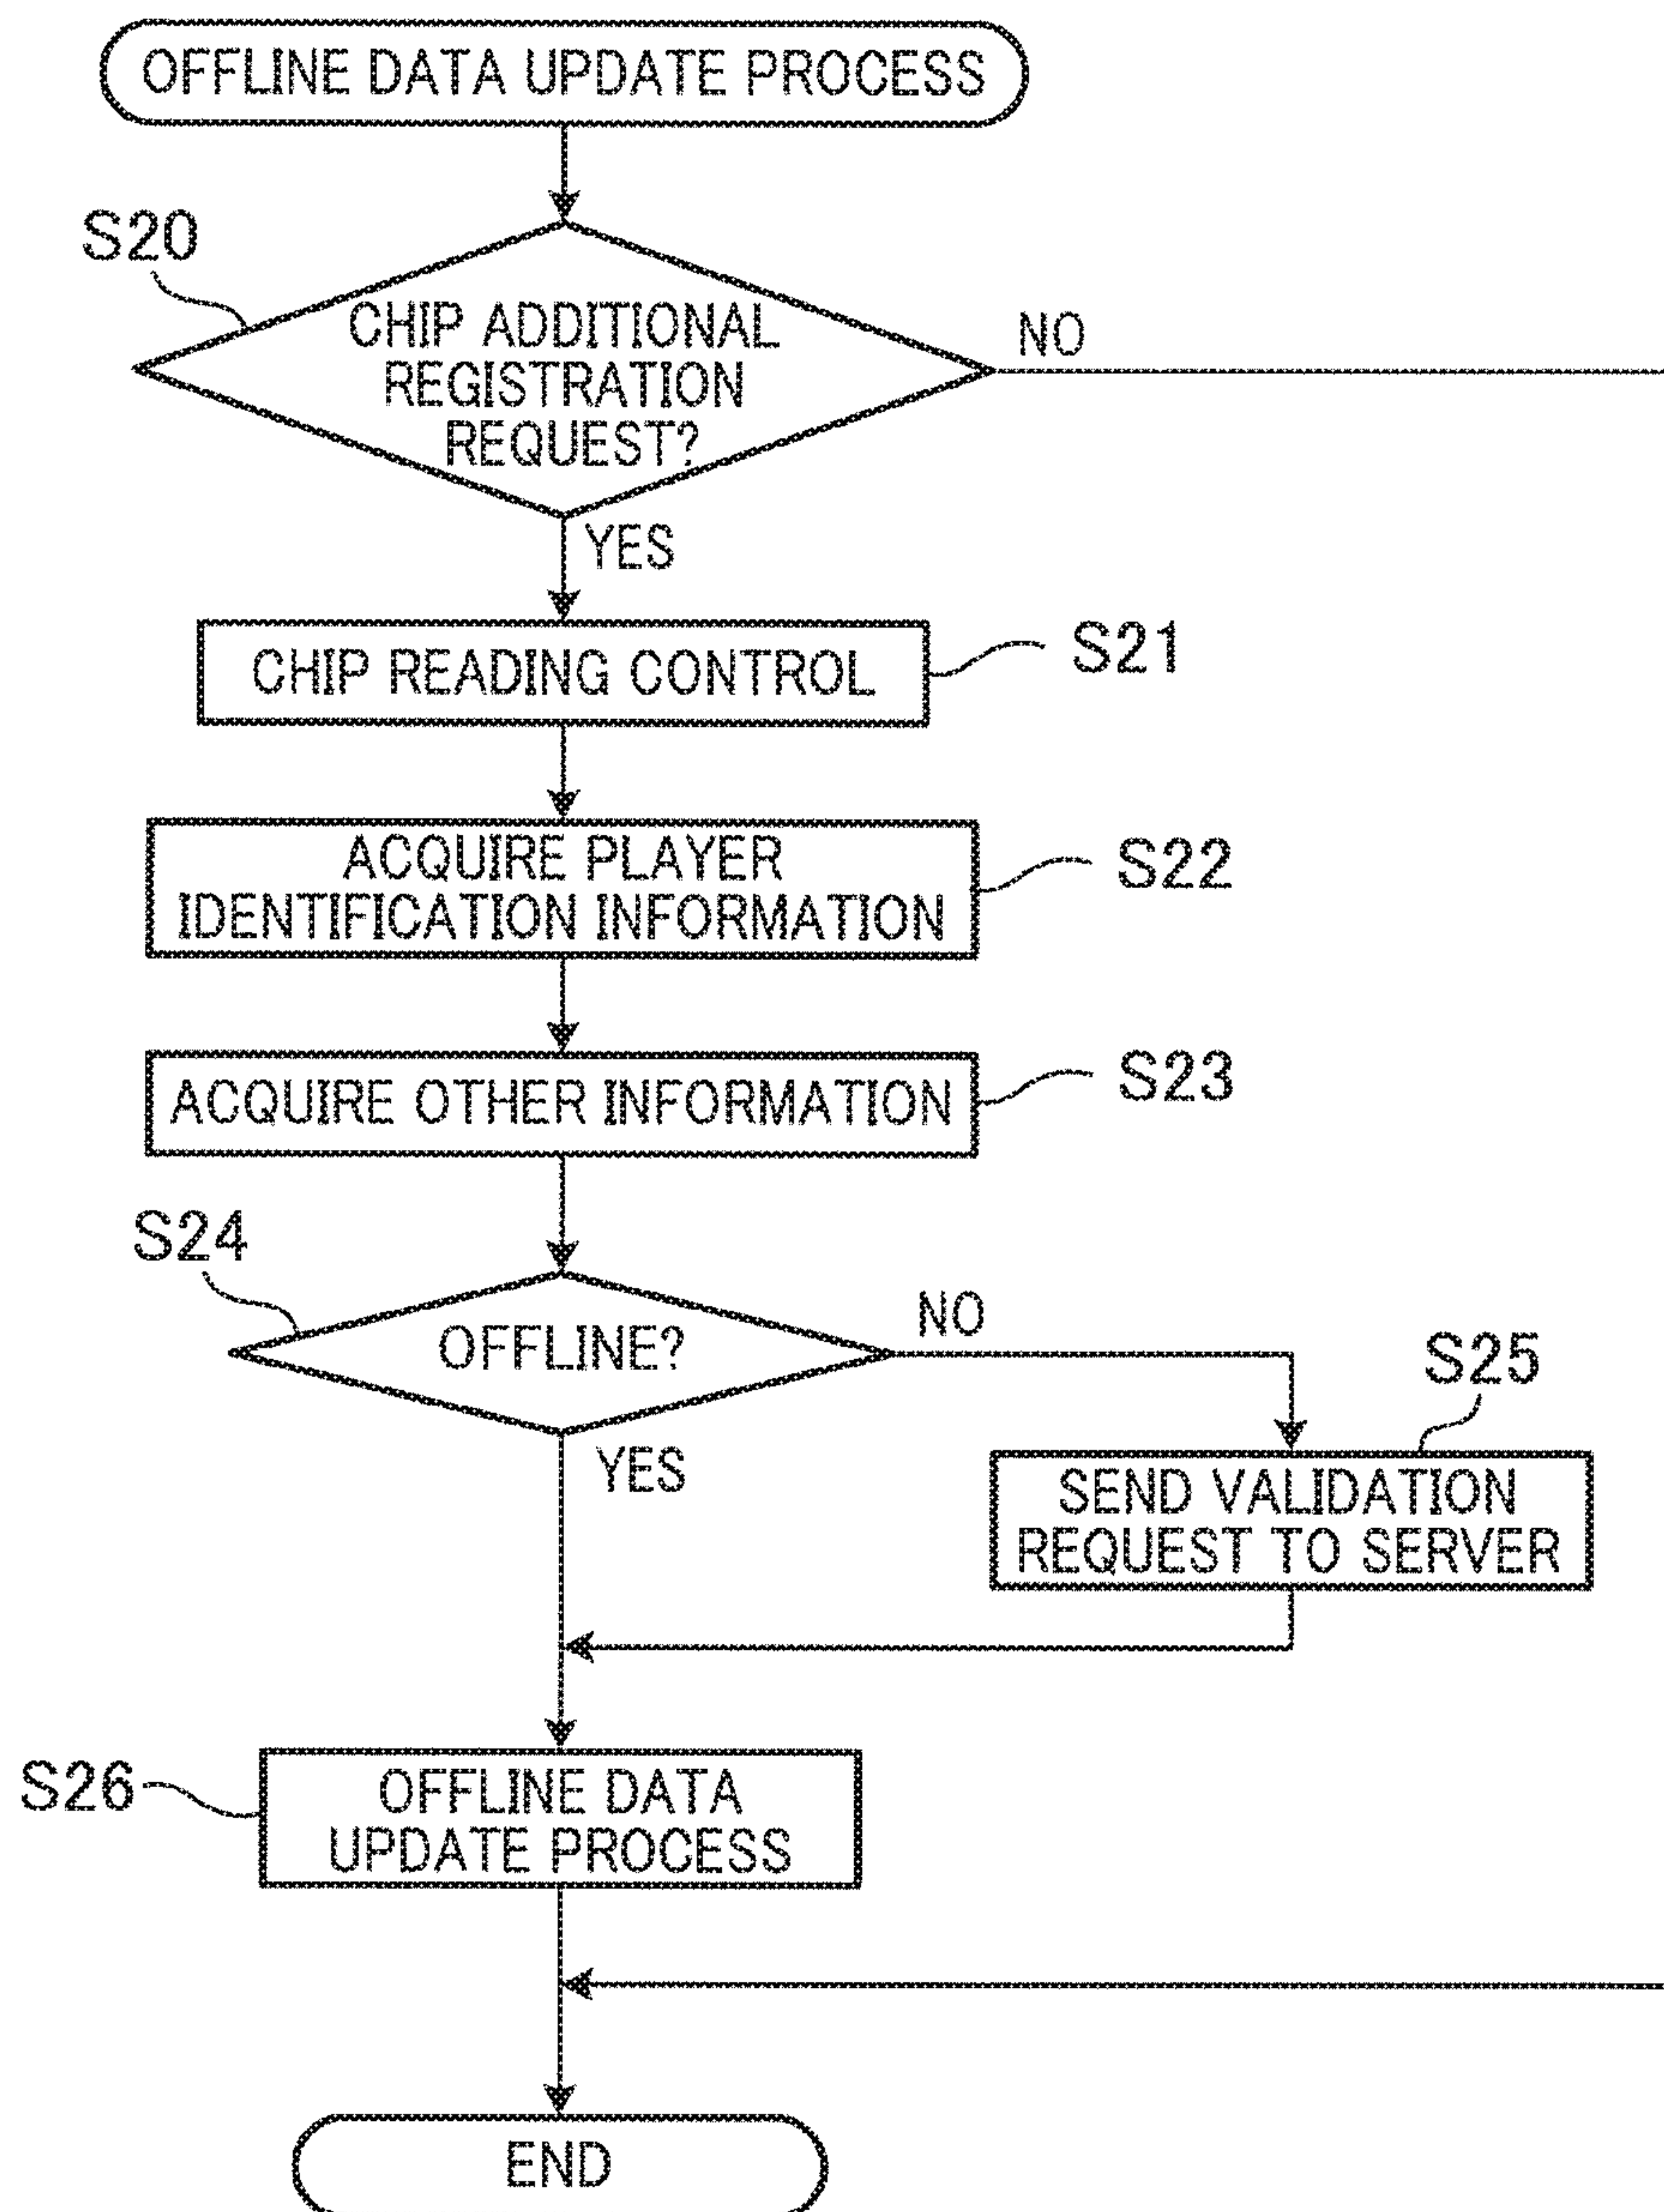 OFFLINE DATA UPDATE PROCESS
S20
CHIP ADDITIONAL
REGISTRATION
REQUEST?
NO
YES
CHIP READING CONTROL
S21
ACQUIRE PLAYER
IDENTIFICATION INFORMATION
S22
ACQUIRE OTHER INFORMATION
S23
S24
OFFLINE?
NO
YES
S25
SEND VALIDATION
REQUEST TO SERVER
S26
OFFLINE DATA
UPDATE PROCESS
END